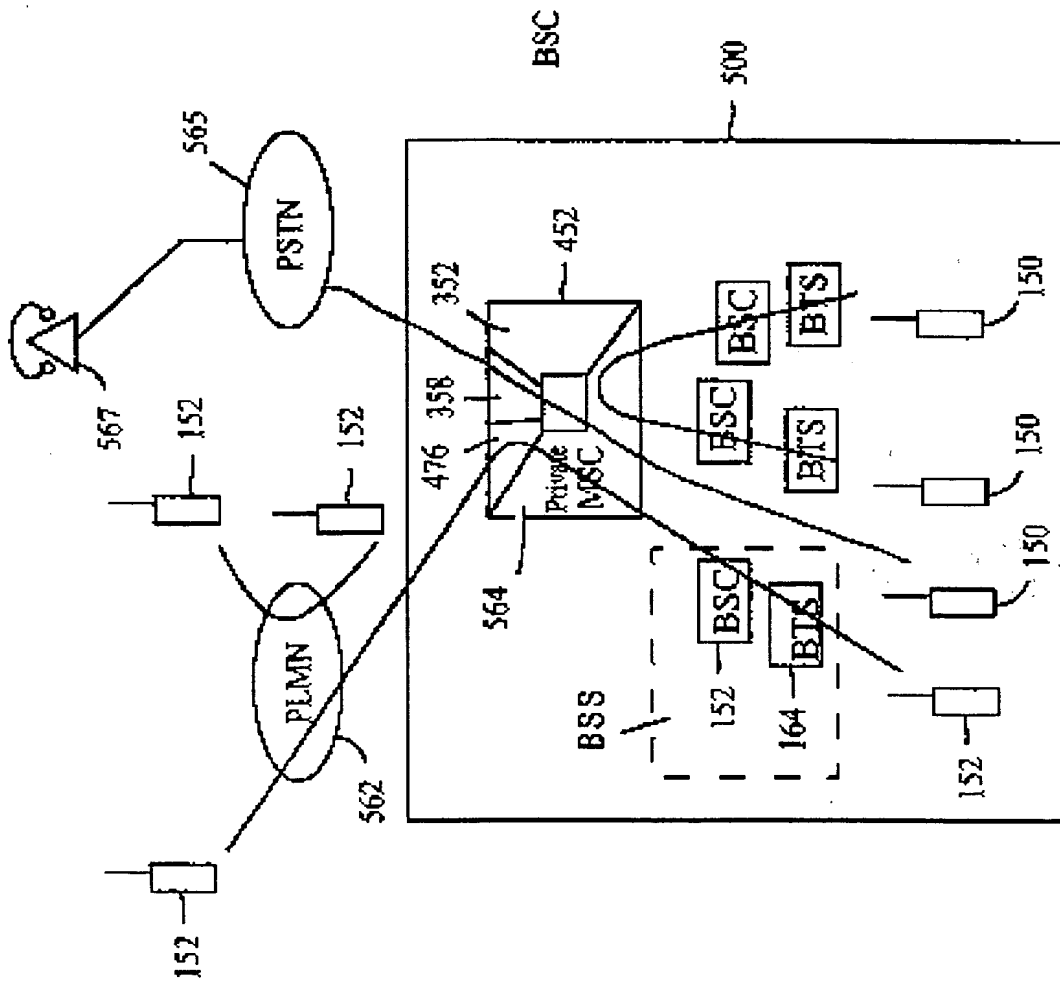 BSC
567
565
PSTN
152
152
PLMN
562
152
500
452
352
358
476
Private
MSC
564
BSC
BTS
BSC
BTS
BSS
BSC
152
BTS
164
150
150
150
152